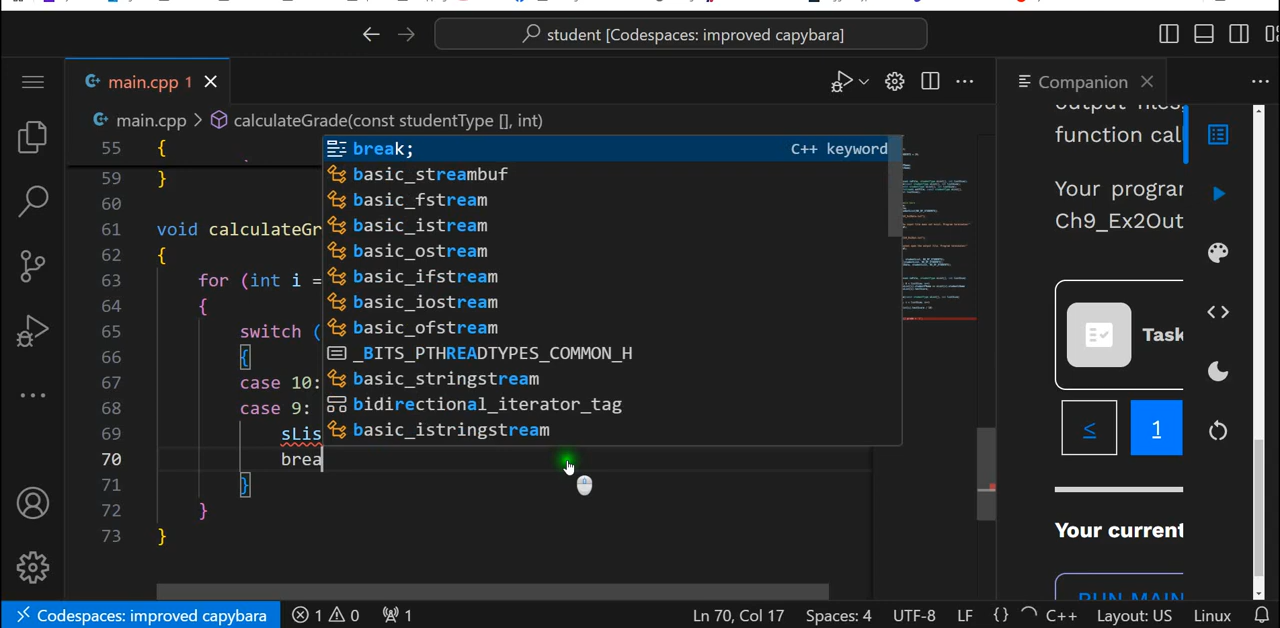 student [Codespaces: improved capybara]
main.cpp 1
Companion
main.cpp > calculateGrade(const studentType [], int)
55 {
59 }
60
61 void calculateGr
62 {
63 for (int i =
64 {
65 switch (
66 {
67 case 10:
68 case 9:
69 sLis
70 brea
71 }
72 }
73 }
break; C++ keyword
basic_streambuf
basic_fstream
basic_istream
basic_ostream
basic_ifstream
basic_iostream
basic_ofstream
_BITS_PTHREADTYPES_COMMON_H
basic_stringstream
bidirectional_iterator_tag
basic_istringstream
function cal
Your program
Ch9_Ex2Out
Task
≤ 1
Your current
RUN MAIN
Codespaces: improved capybara 1 0 1 Ln 70, Col 17 Spaces: 4 UTF-8 LF {} C++ Layout: US Linux